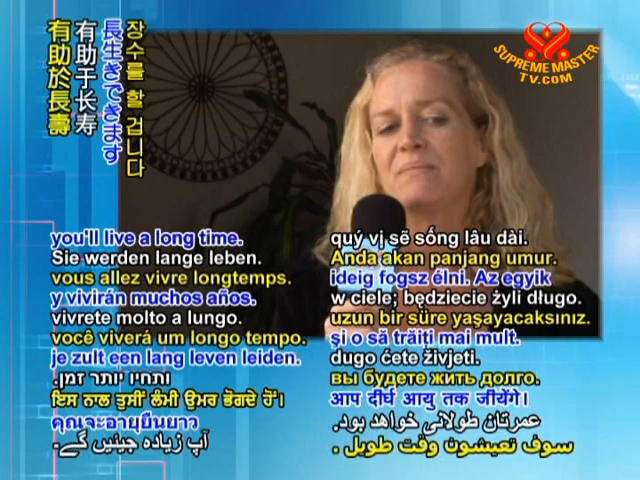 SUPREME MASTER
TV.COM
장수를 할 겁니다
長生きできます
有助于长寿
有助於長壽
you'll live a long time.
Sie werden lange leben.
vous allez vivre longtemps.
y vivirán muchos años.
vivrete molto a lungo.
você viverá um longo tempo.
je zult een lang leven leiden.
ותחיו יותר זמן.
ਇਸ ਨਾਲ ਤੁਸੀਂ ਲੰਮੀ ਉਮਰ ਭੋਗਦੇ ਹੋਂ।
คุณจะอายุยืนยาว
آپ زیادہ جیئیں گے.
quý vị sẽ sống lâu dài.
Anda akan panjang umur.
ideig fogsz élni. Az egyik
w ciele; będziecie żyli długo.
uzun bir süre yaşayacaksınız.
şi o să trăiţi mai mult.
dugo ćete živjeti.
вы будете жить долго.
आप दीर्घ आयु तक जीयेंगे।
عمرتان طولانی خواهد بود.
سوف تعيشون وقت طويل .